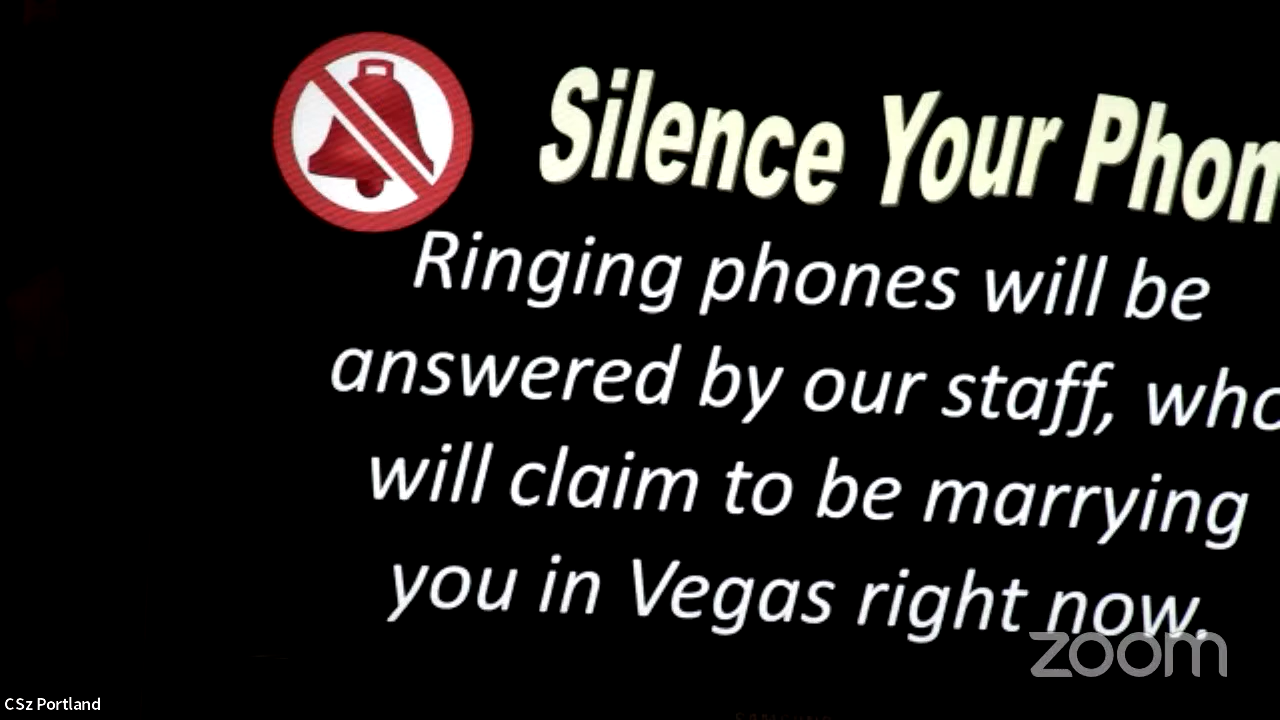 Silence Your Phon
Ringing phones will be
answered by our staff, who
will claim to be marrying
you in Vegas right now.
zoom
CSz Portland